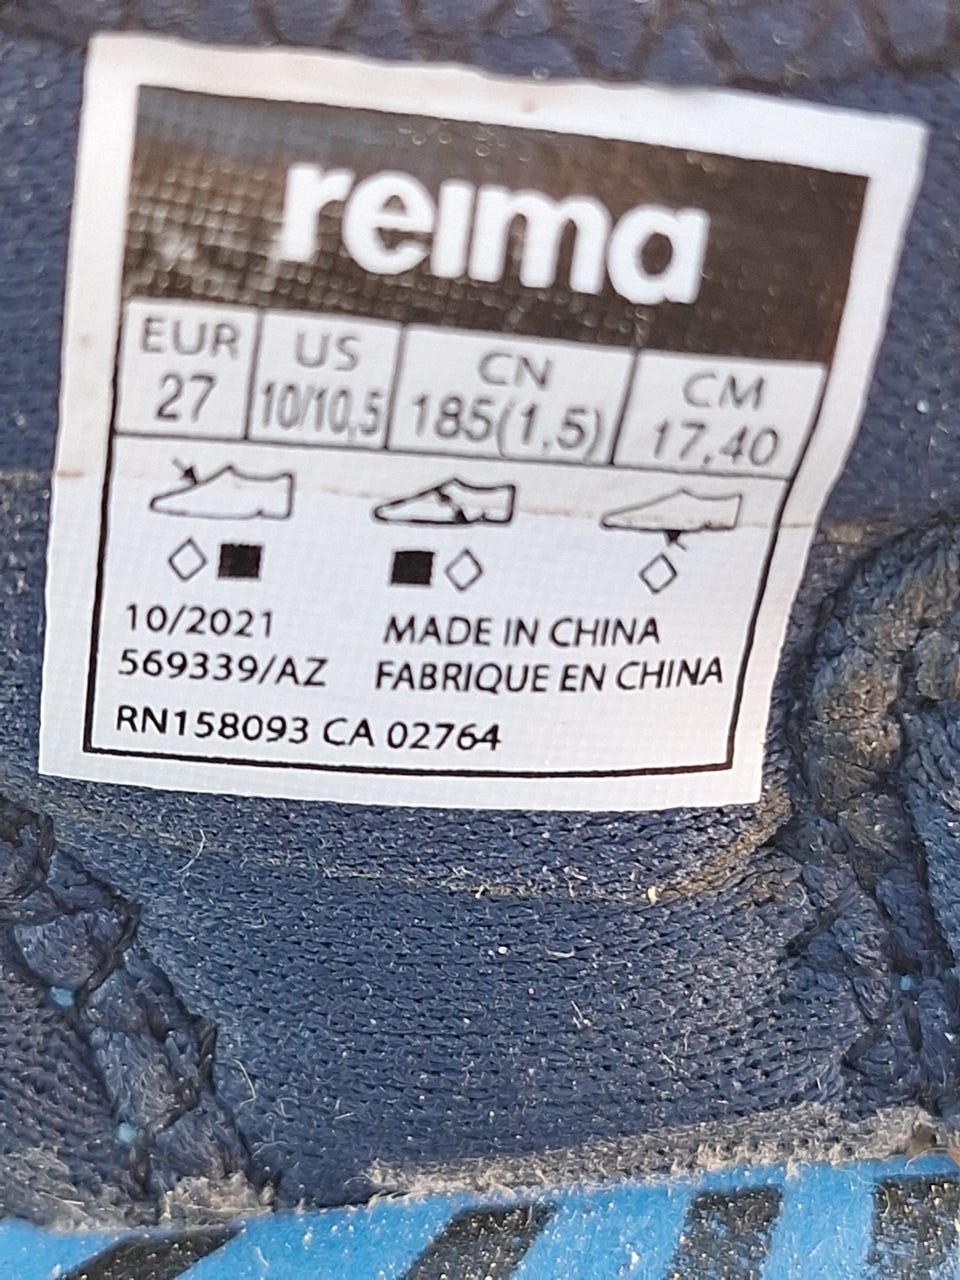 reima
EUR US CN CM
27 10/10,5 185(1,5) 17,40
10/2021 MADE IN CHINA
569339/AZ FABRIQUE EN CHINA
RN158093 CA 02764